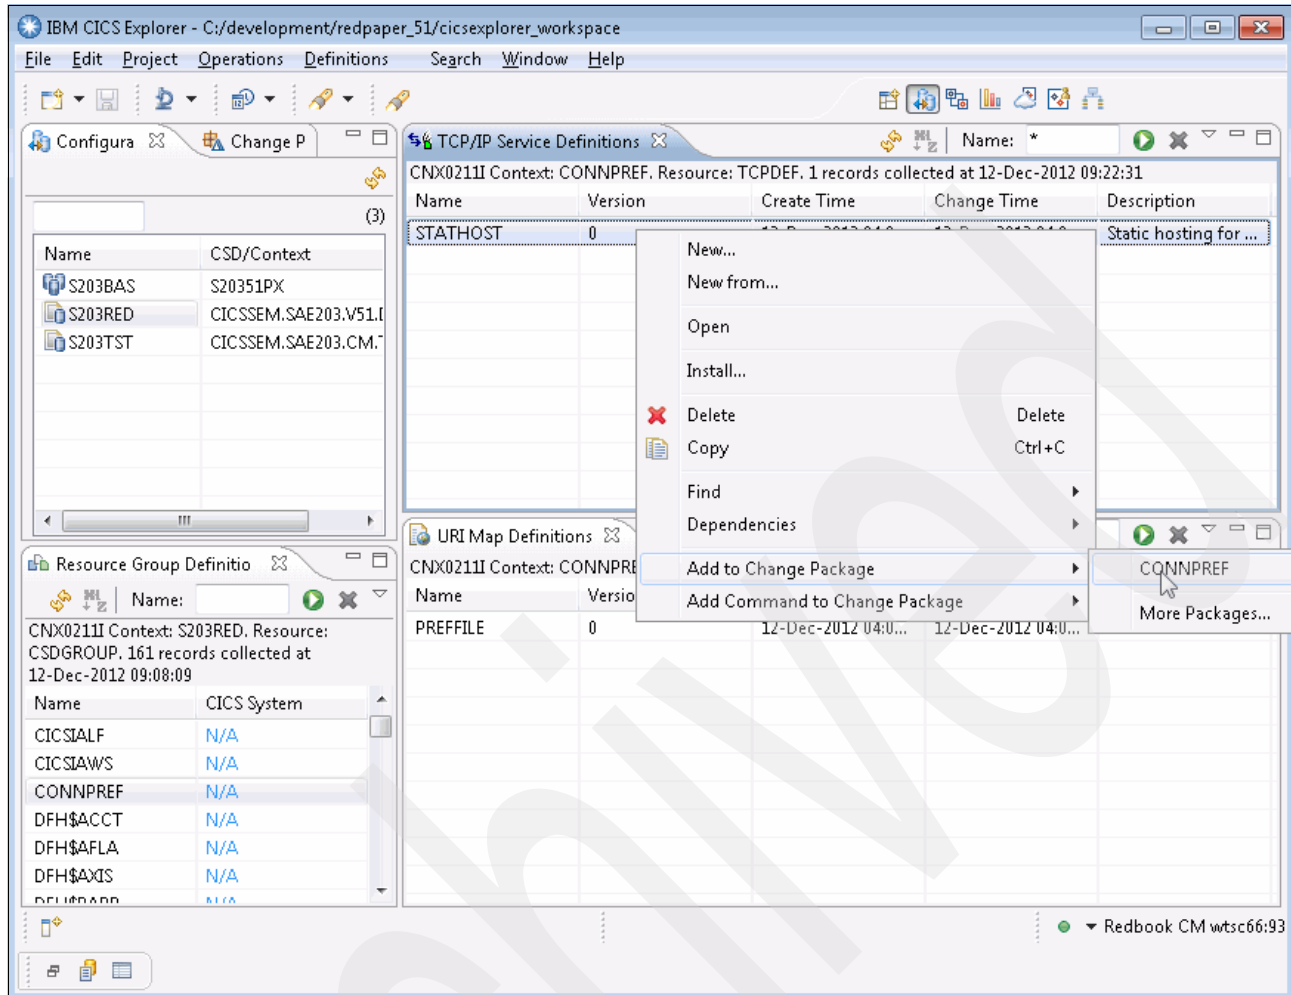 IBM CICS Explorer - C:/development/redpaper_51/cicsexplorer_workspace
File Edit Project Operations Definitions Search Window Help
Configura Change P
(3)
Name CSD/Context
S203BAS S20351PX
S203RED CICSSEM.SAE203.V51.
S203TST CICSSEM.SAE203.CM.
TCP/IP Service Definitions Name: *
CNX0211I Context: CONNPREF. Resource: TCPDEF. 1 records collected at 12-Dec-2012 09:22:31
Name Version Create Time Change Time Description
STATHOST 0 Static hosting for ...
New...
New from...
Open
Install...
Delete Delete
Copy Ctrl+C
Find
Dependencies
Add to Change Package
Add Command to Change Package
CONNPREF
More Packages...
URI Map Definitions
CNX0211I Context: CONNPRE
Name Versio
PREFFILE 0 12-Dec-2012 04:0... 12-Dec-2012 04:0...
Resource Group Definitio
Name:
CNX0211I Context: S203RED. Resource:
CSDGROUP. 161 records collected at
12-Dec-2012 09:08:09
Name CICS System
CICSIALF N/A
CICSIAWS N/A
CONNPREF N/A
DFH$ACCT N/A
DFH$AFLA N/A
DFH$AXIS N/A
Redbook CM wtsc66:93